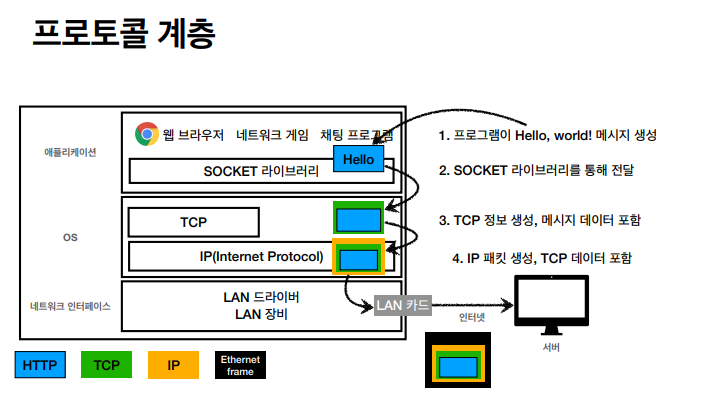 프로토콜 계층
애플리케이션
웹 브라우저 네트워크 게임 채팅 프로그램
Hello
SOCKET 라이브러리
1. 프로그램이 Hello, world! 메시지 생성
2. SOCKET 라이브러리를 통해 전달
OS
TCP
IP(Internet Protocol)
3. TCP 정보 생성, 메시지 데이터 포함
4. IP 패킷 생성, TCP 데이터 포함
네트워크 인터페이스
LAN 드라이버
LAN 장비
LAN 카드
인터넷
서버
HTTP
TCP
IP
Ethernet
frame